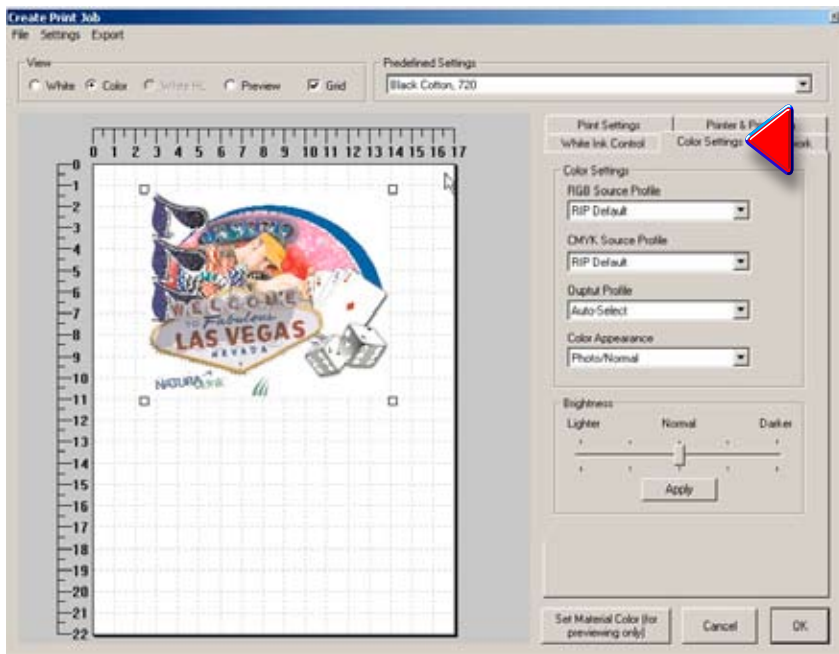 Create Print Job
File Settings Export
View
White Color White HL Preview Grid
Predefined Settings
Black Cotton, 720
Print Settings Printer &
White Ink Control Color Settings
0 1 2 3 4 5 6 7 8 9 10 11 12 13 14 15 16 17
0
1
2
3
4
5
6
7
8
9
10
11
12
13
14
15
16
17
18
19
20
21
22
WELCOME
TO Fabulous
LAS VEGAS
NEVADA
Color Settings
RGB Source Profile
RIP Default
CMYK Source Profile
RIP Default
Ouptut Profile
Auto-Select
Color Appearance
Photo/Normal
Brightness
Lighter Normal Darker
Apply
Set Material Color (for
previewing only)
Cancel
OK